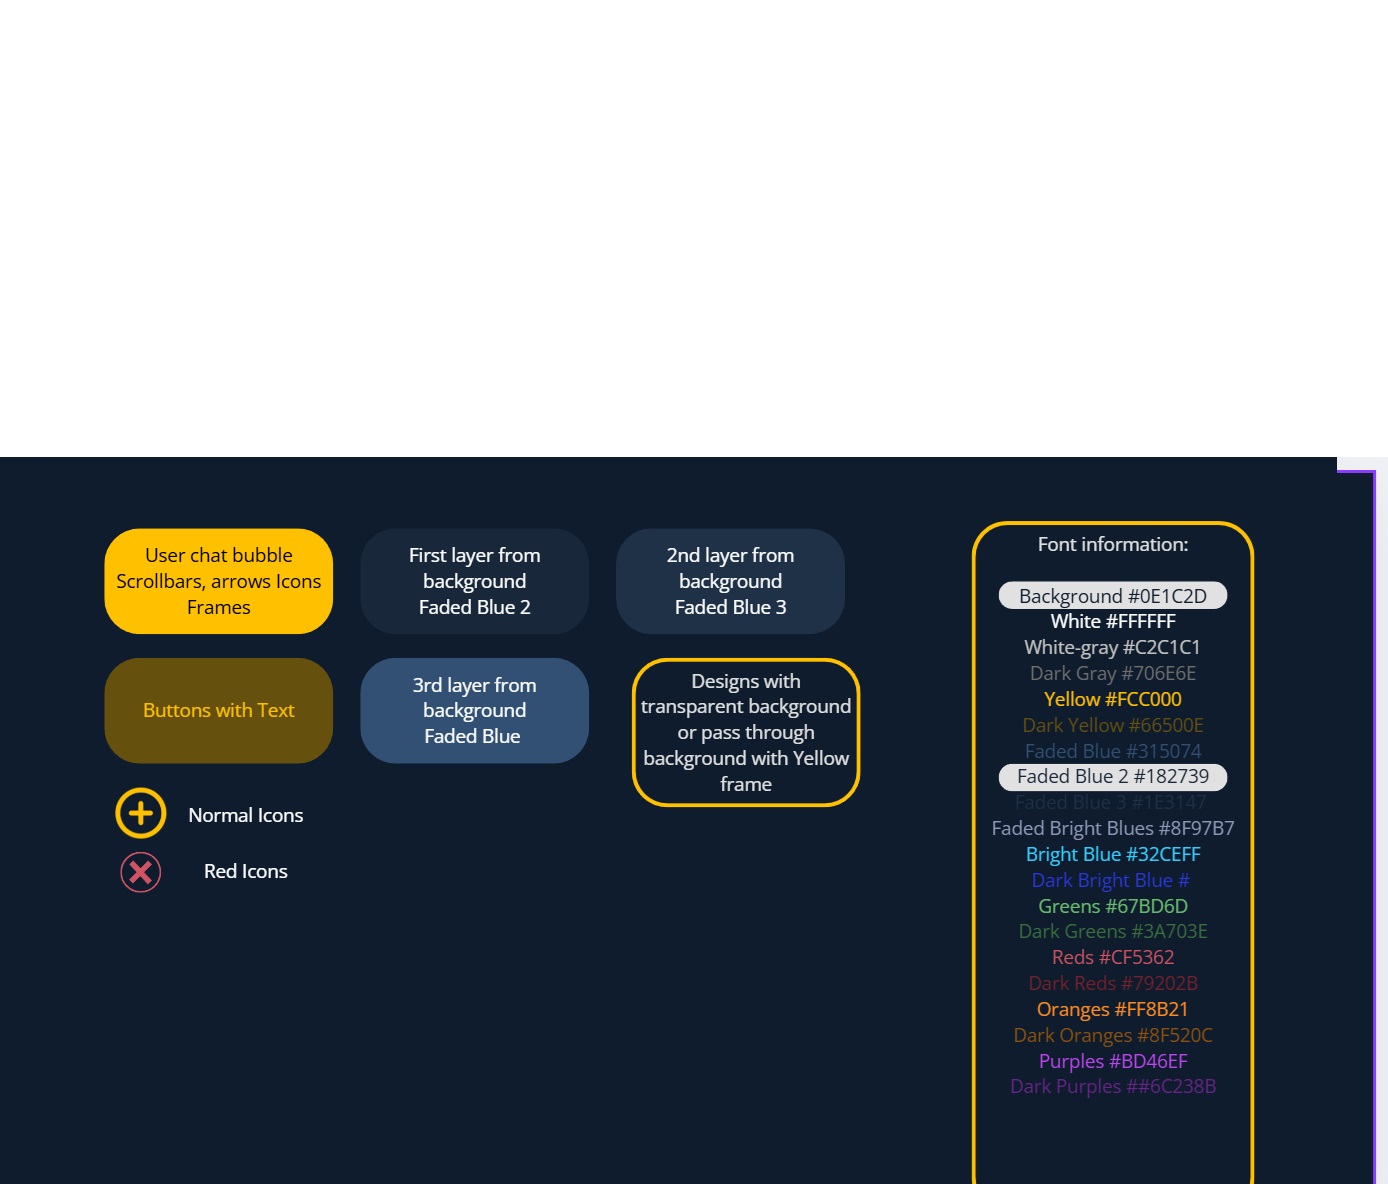 User chat bubble
Scrollbars, arrows Icons
Frames
First layer from
background
Faded Blue 2
2nd layer from
background
Faded Blue 3
Buttons with Text
3rd layer from
background
Faded Blue
Designs with
transparent background
or pass through
background with Yellow
frame
Normal Icons
Red Icons
Font information:
Background #0E1C2D
White #FFFFFF
White-gray #C2C1C1
Dark Gray #706E6E
Yellow #FCC000
Dark Yellow #66500E
Faded Blue #315074
Faded Blue 2 #182739
Faded Blue 3 #1E3147
Faded Bright Blues #8F97B7
Bright Blue #32CEFF
Dark Bright Blue #
Greens #67BD6D
Dark Greens #3A703E
Reds #CF5362
Dark Reds #79202B
Oranges #FF8B21
Dark Oranges #8F520C
Purples #BD46EF
Dark Purples ##6C238B